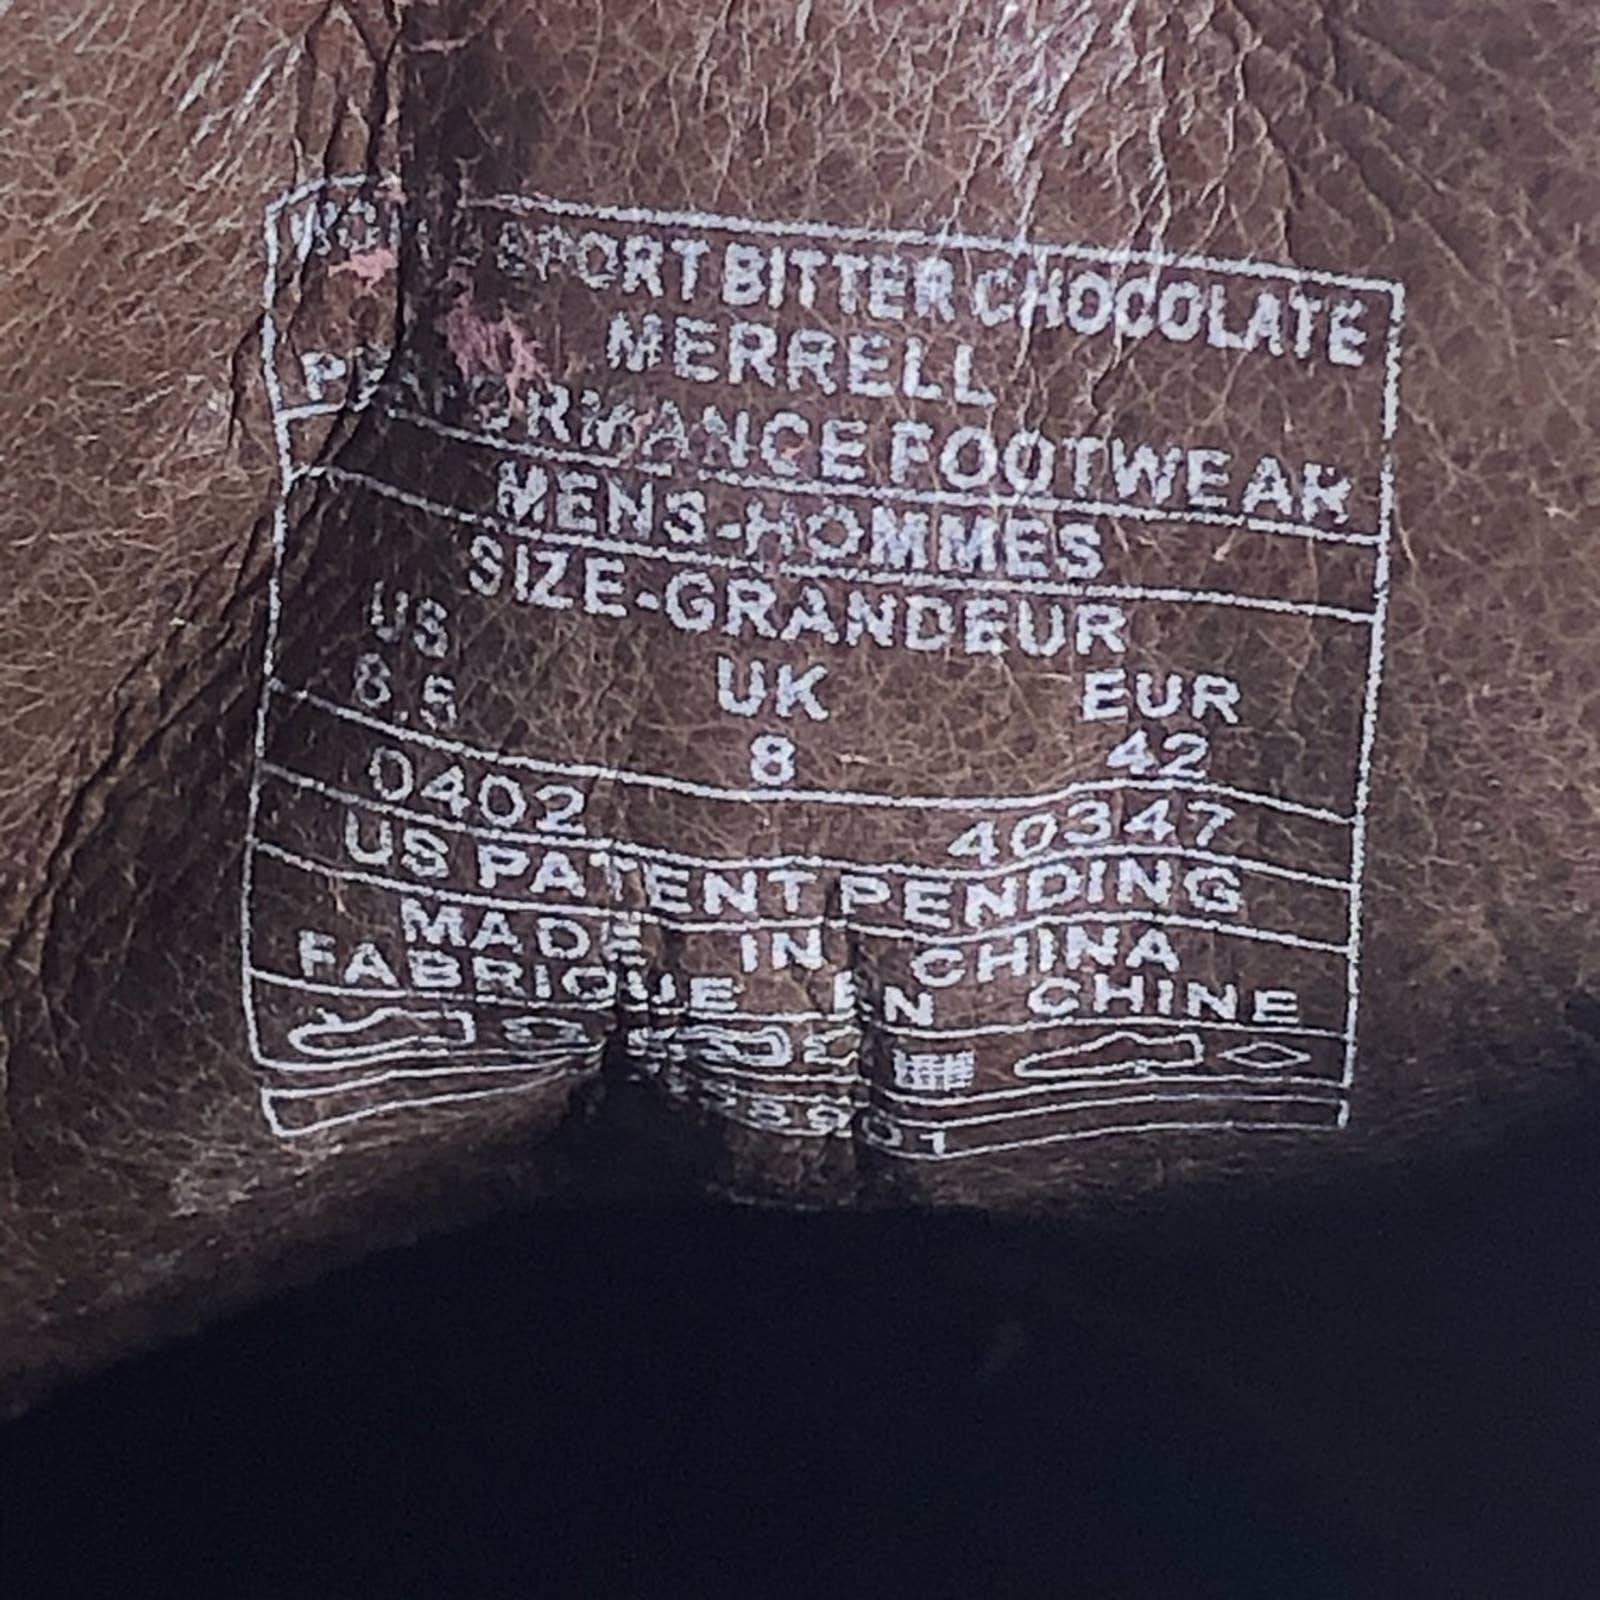 WORLD SPORT BITTER CHOCOLATE
MERRELL
PERFORMANCE FOOTWEAR
MENS-HOMMES
SIZE-GRANDEUR
US UK EUR
8.5 8 42
0402 40347
US PATENT PENDING
MADE IN CHINA
FABRIQUE EN CHINE